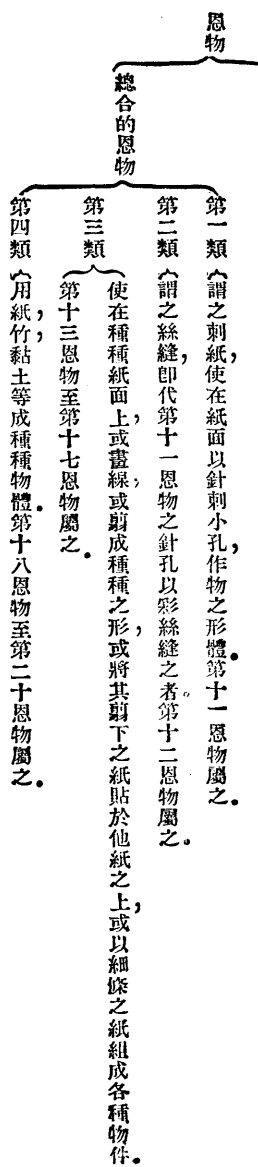 恩物
總合的恩物
第一類 謂之刺紙,使在紙面以針刺小孔,作物之形體.第十一恩物屬之.
第二類 謂之絲縫,卽代第十一恩物之針孔以彩絲縫之者。第十二恩物屬之。
第三類 使在種種紙面上,或畫線,或剪成種種之形,或將其剪下之紙貼於他紙之上,或以細條之紙組成各種物件.
第十三恩物至第十七恩物屬之.
第四類 用紙,竹,黏土等成種種物體.第十八恩物至第二十恩物屬之.